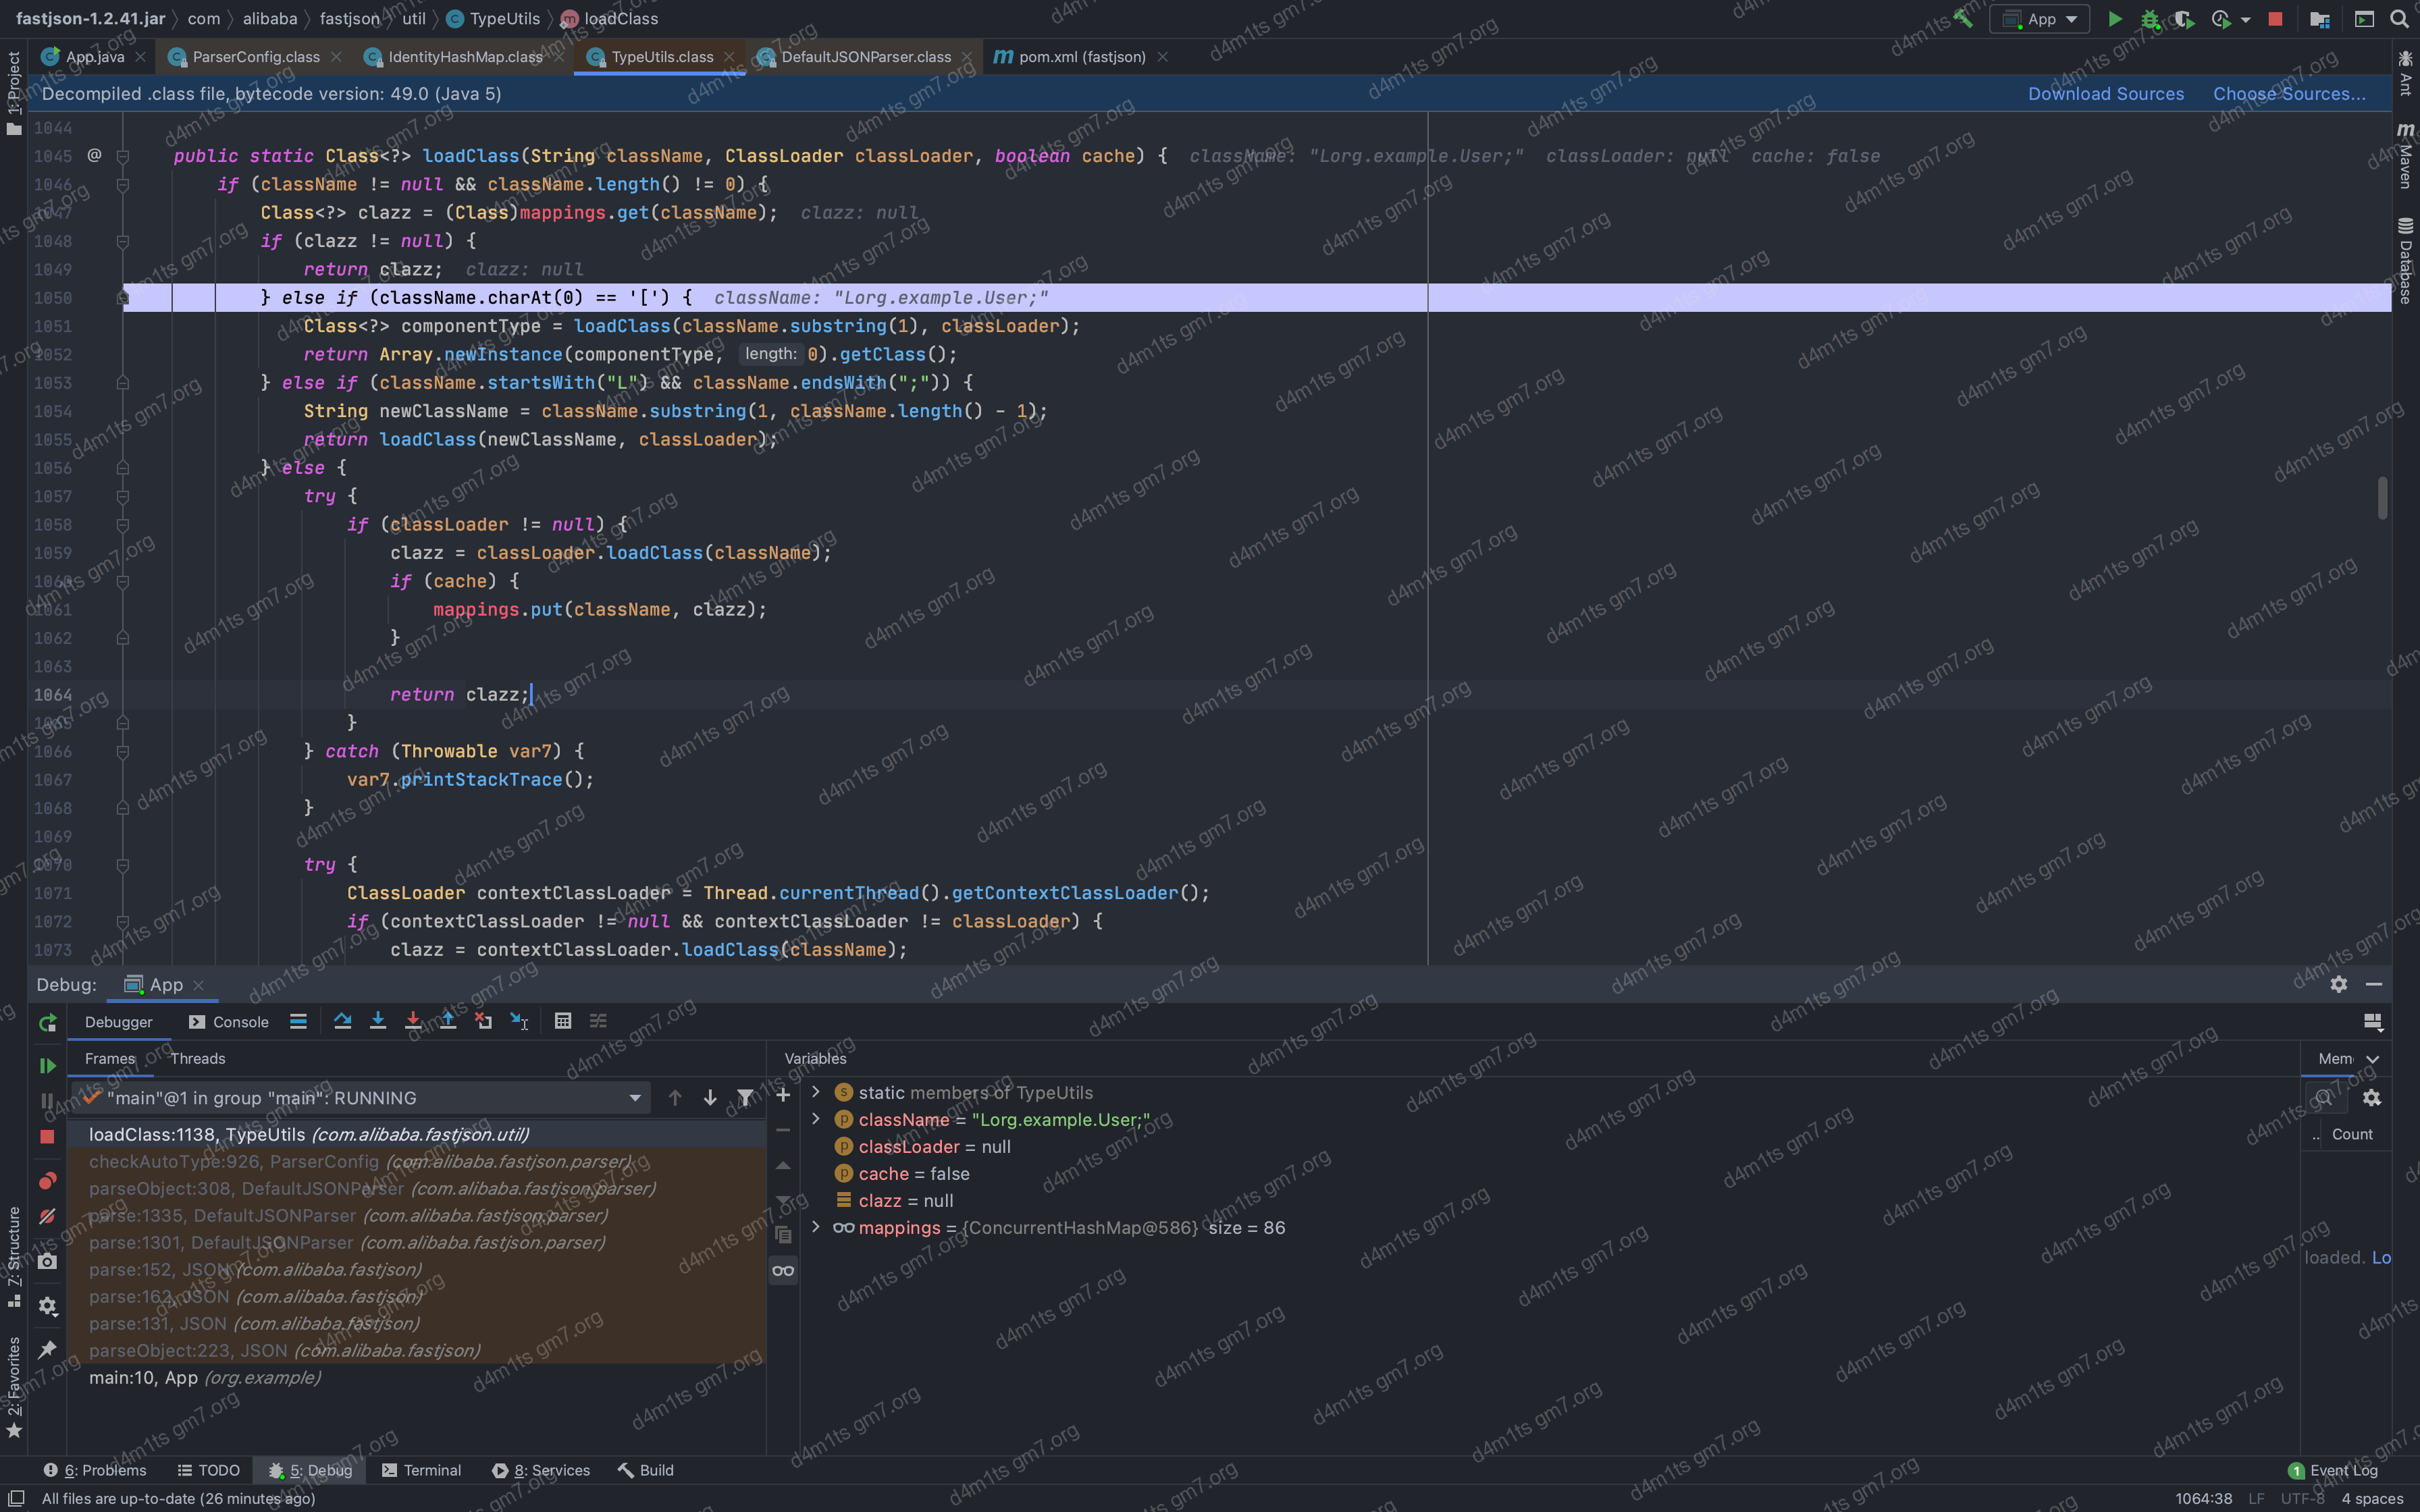 fastjson-1.2.41.jar 〉 com 〉 alibaba 〉 fastjson 〉 util 〉 TypeUtils 〉 loadClass
App
App.java
ParserConfig.class
IdentityHashMap.class
TypeUtils.class
DefaultJSONParser.class
pom.xml (fastjson)
Decompiled .class file, bytecode version: 49.0 (Java 5)
Download Sources
Choose Sources...
1044
1045 @ public static Class<?> loadClass(String className, ClassLoader classLoader, boolean cache) { className: "Lorg.example.User;" classLoader: null cache: false
1046 if (className != null && className.length() != 0) {
1047 Class<?> clazz = (Class)mappings.get(className); clazz: null
1048 if (clazz != null) {
1049 return clazz; clazz: null
1050 } else if (className.charAt(0) == '[') { className: "Lorg.example.User;"
1051 Class<?> componentType = loadClass(className.substring(1), classLoader);
1052 return Array.newInstance(componentType, length: 0).getClass();
1053 } else if (className.startsWith("L") && className.endsWith(";")) {
1054 String newClassName = className.substring(1, className.length() - 1);
1055 return loadClass(newClassName, classLoader);
1056 } else {
1057 try {
1058 if (classLoader != null) {
1059 clazz = classLoader.loadClass(className);
1060 if (cache) {
1061 mappings.put(className, clazz);
1062 }
1063
1064 return clazz;
1065 }
1066 } catch (Throwable var7) {
1067 var7.printStackTrace();
1068 }
1069
1070 try {
1071 ClassLoader contextClassLoader = Thread.currentThread().getContextClassLoader();
1072 if (contextClassLoader != null && contextClassLoader != classLoader) {
1073 clazz = contextClassLoader.loadClass(className);
1: Project
7: Structure
2: Favorites
Ant
Maven
Database
Debug: App
Debugger
Console
Frames
Threads
"main"@1 in group "main": RUNNING
loadClass:1138, TypeUtils (com.alibaba.fastjson.util)
checkAutoType:926, ParserConfig (com.alibaba.fastjson.parser)
parseObject:308, DefaultJSONParser (com.alibaba.fastjson.parser)
parse:1335, DefaultJSONParser (com.alibaba.fastjson.parser)
parse:1301, DefaultJSONParser (com.alibaba.fastjson.parser)
parse:152, JSON (com.alibaba.fastjson)
parse:162, JSON (com.alibaba.fastjson)
parse:131, JSON (com.alibaba.fastjson)
parseObject:223, JSON (com.alibaba.fastjson)
main:10, App (org.example)
Variables
static members of TypeUtils
className = "Lorg.example.User;"
classLoader = null
cache = false
clazz = null
mappings = {ConcurrentHashMap@586} size = 86
Mem
.. Count
loaded. Lo
6: Problems
TODO
5: Debug
Terminal
8: Services
Build
1 Event Log
All files are up-to-date (26 minutes ago)
1064:38 LF UTF-8 4 spaces
d4m1ts gm7.org